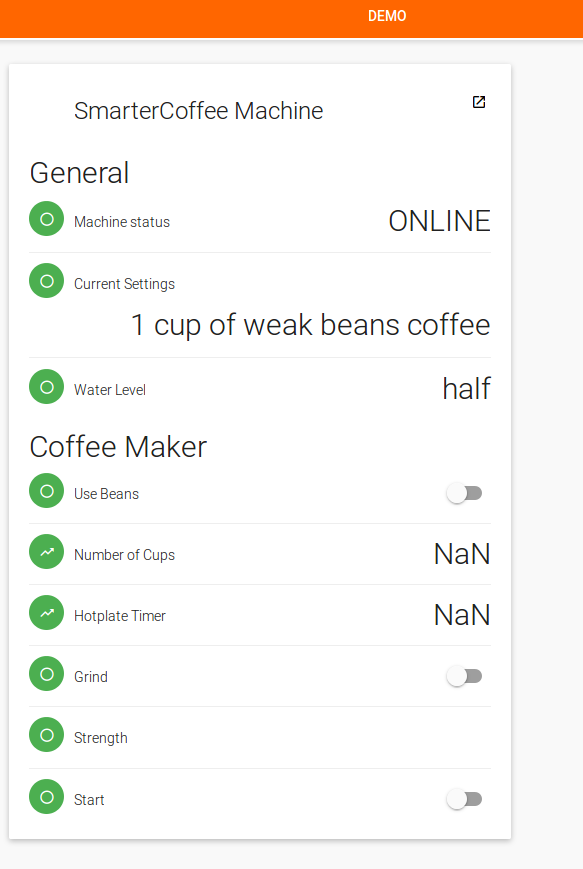 DEMO
SmarterCoffee Machine
General
Machine status ONLINE
Current Settings
1 cup of weak beans coffee
Water Level half
Coffee Maker
Use Beans
Number of Cups NaN
Hotplate Timer NaN
Grind
Strength
Start